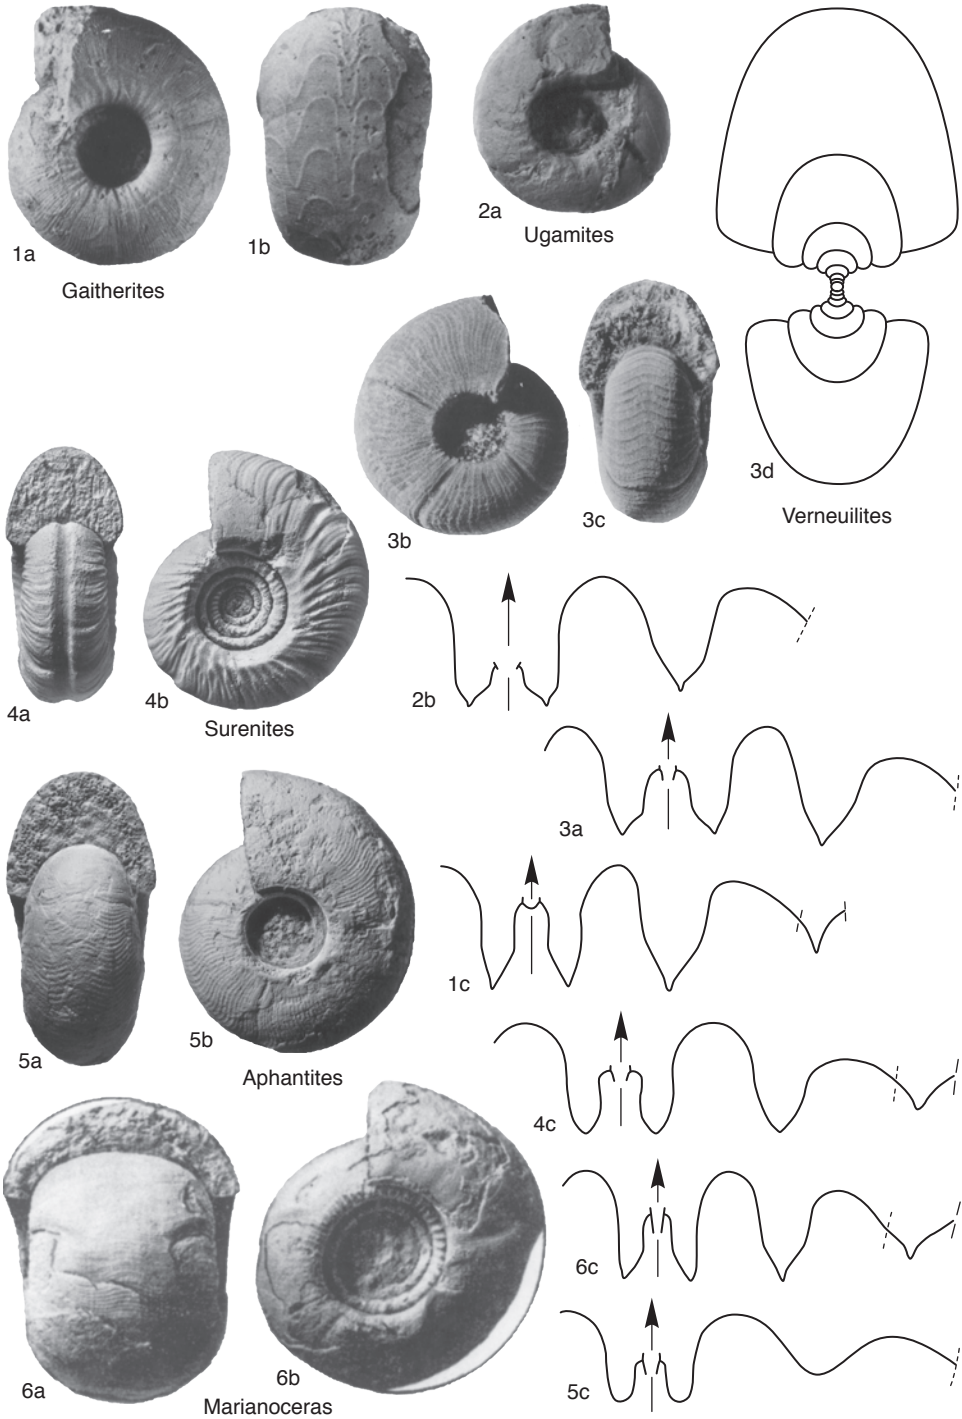 1a
1b
Gaitherites
2a
Ugamites
3b
3c
3d
Verneuilites
4a
4b
Surenites
2b
3a
5a
5b
Aphantites
1c
4c
6a
6b
Marianoceras
6c
5c